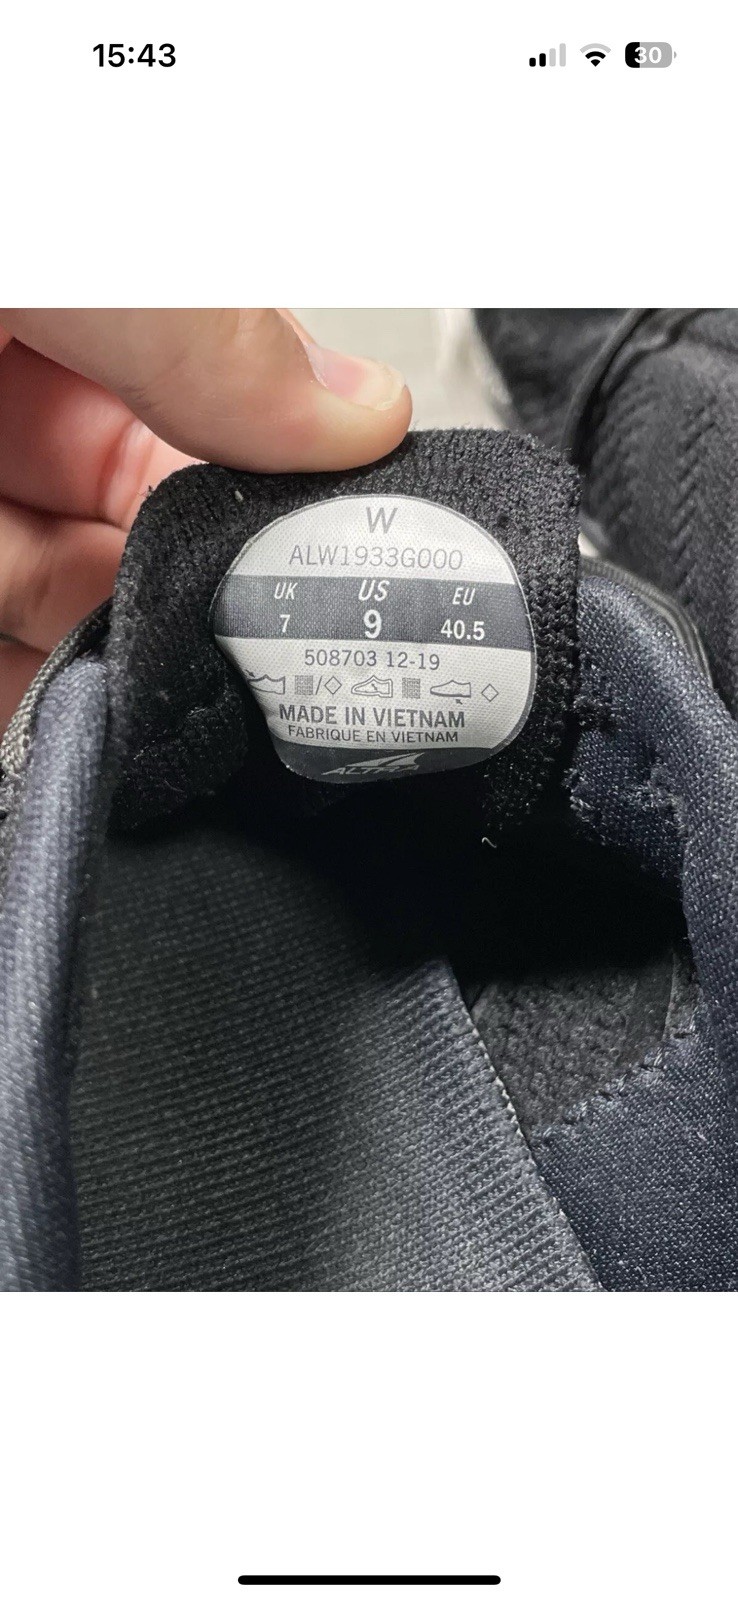 15:43
30
W
ALW1933G000
UK US EU
7 9 40.5
508703 12-19
MADE IN VIETNAM
FABRIQUE EN VIETNAM
ALTRA